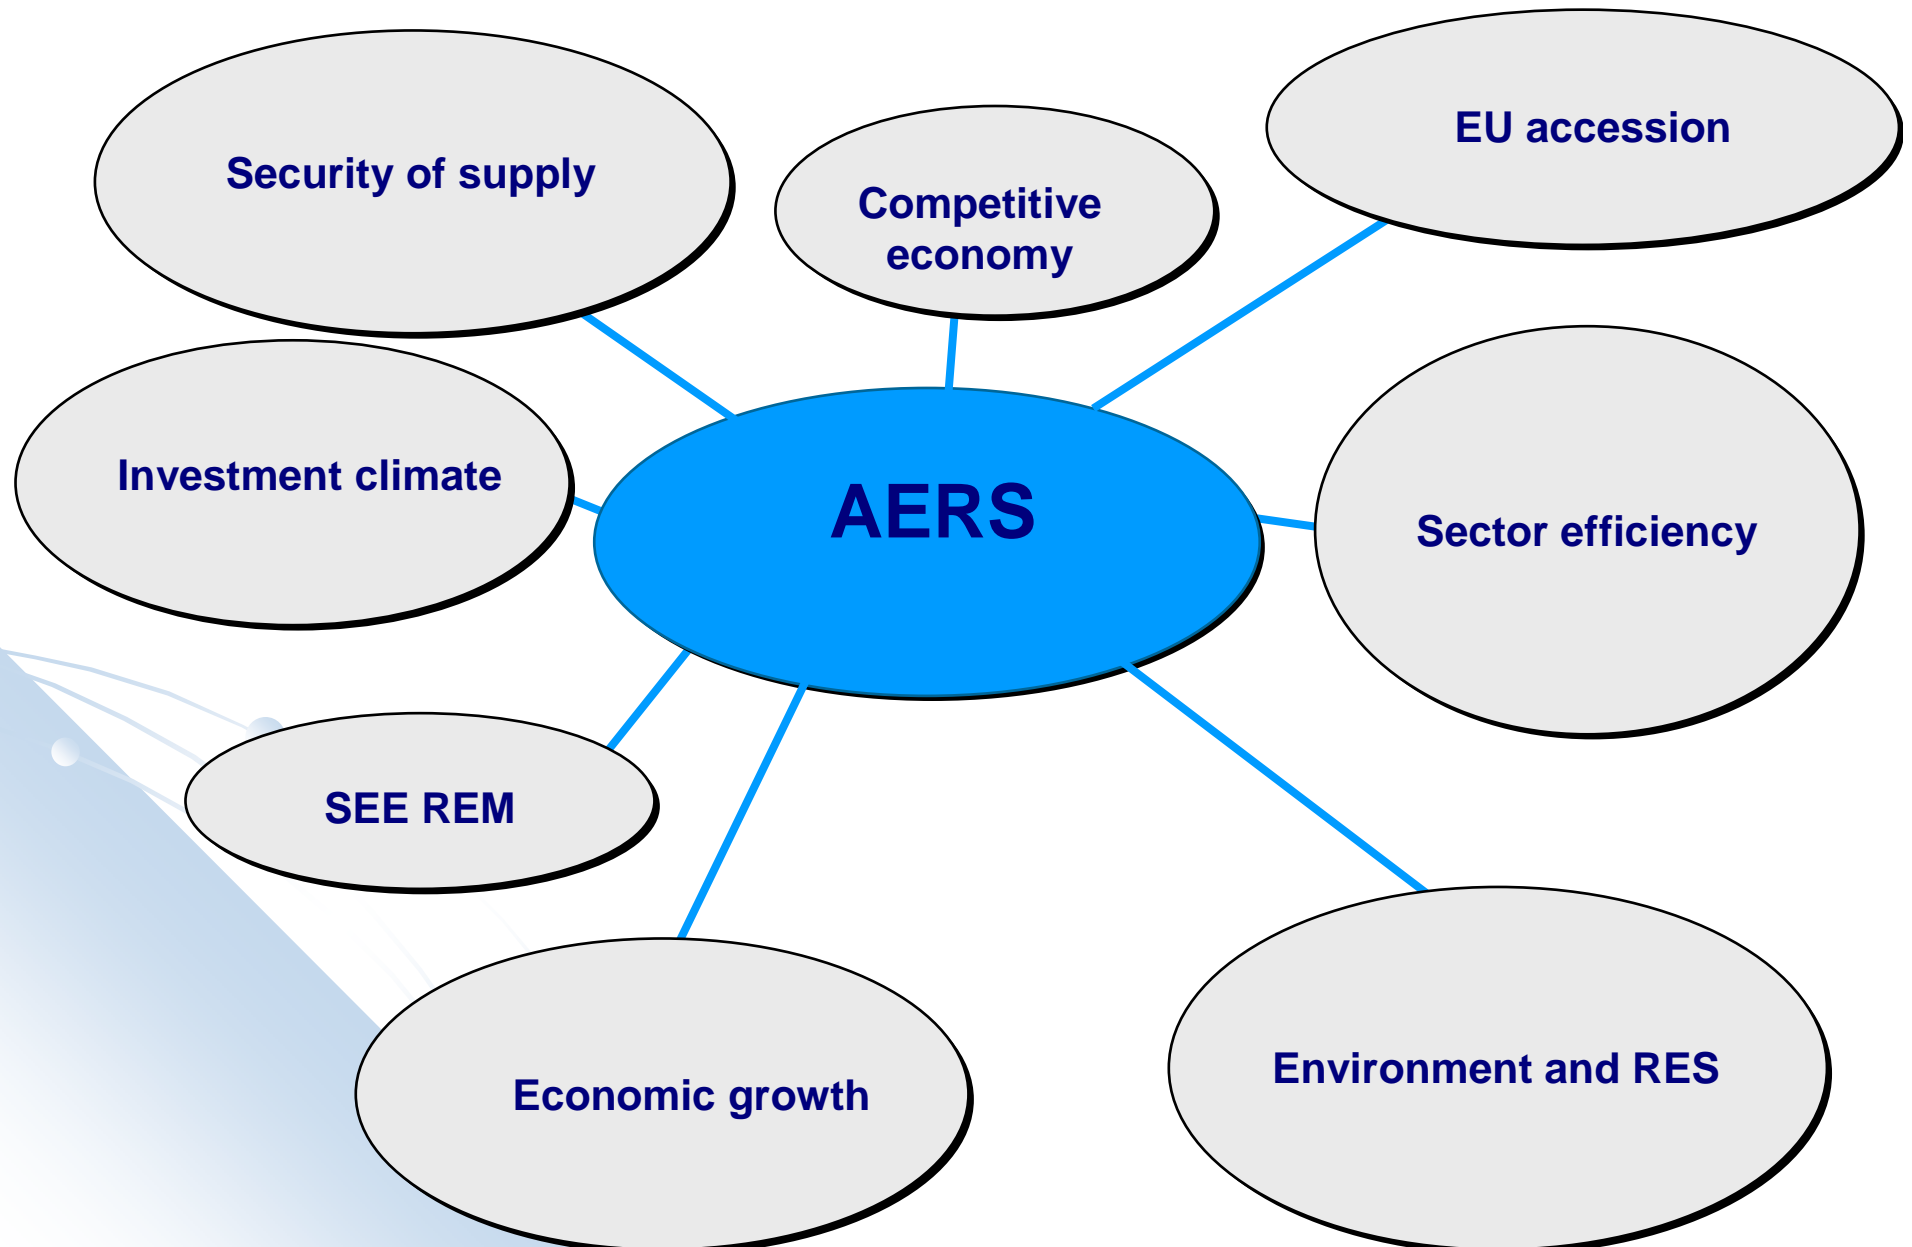 Security of supply
Competitive
economy
EU accession
Investment climate
AERS
Sector efficiency
SEE REM
Economic growth
Environment and RES